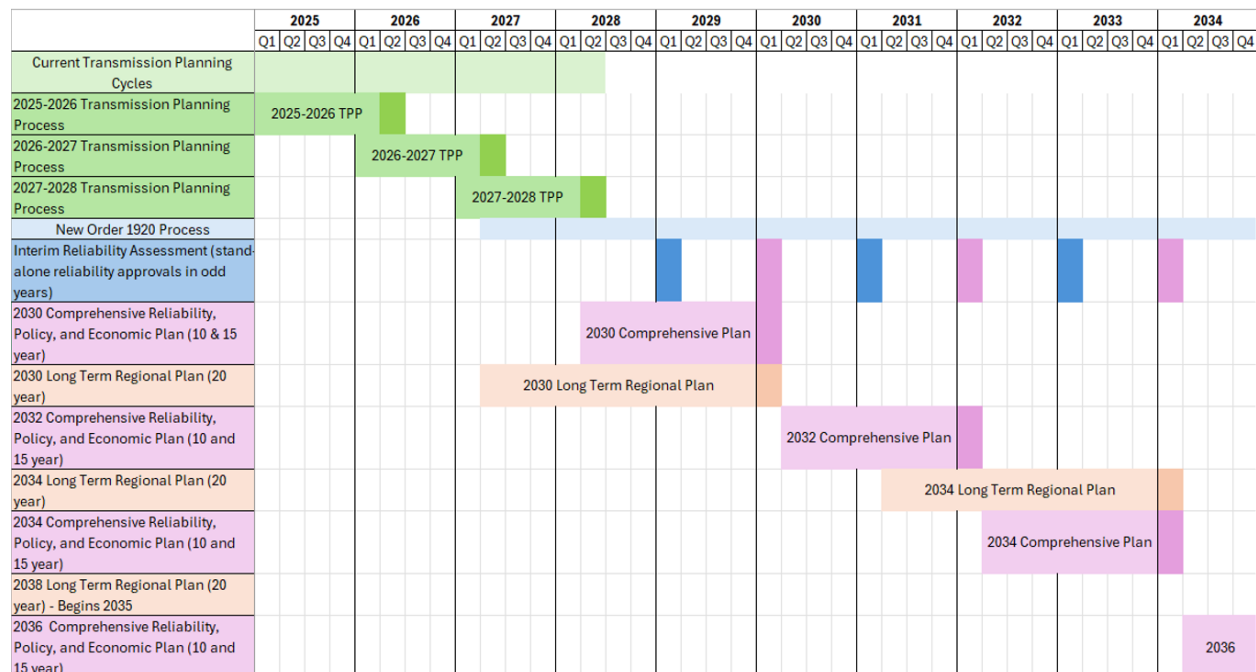 2025 2026 2027 2028 2029 2030 2031 2032 2033 2034
Q1 Q2 Q3 Q4 Q1 Q2 Q3 Q4 Q1 Q2 Q3 Q4 Q1 Q2 Q3 Q4 Q1 Q2 Q3 Q4 Q1 Q2 Q3 Q4 Q1 Q2 Q3 Q4 Q1 Q2 Q3 Q4 Q1 Q2 Q3 Q4 Q1 Q2 Q3 Q4
Current Transmission Planning
Cycles
2025-2026 Transmission Planning
Process
2025-2026 TPP
2026-2027 Transmission Planning
Process
2026-2027 TPP
2027-2028 Transmission Planning
Process
2027-2028 TPP
New Order 1920 Process
Interim Reliability Assessment (stand-
alone reliability approvals in odd
years)
2030 Comprehensive Reliability,
Policy, and Economic Plan (10 & 15
year)
2030 Comprehensive Plan
2030 Long Term Regional Plan (20
year)
2030 Long Term Regional Plan
2032 Comprehensive Reliability,
Policy, and Economic Plan (10 and
15 year)
2032 Comprehensive Plan
2034 Long Term Regional Plan (20
year)
2034 Long Term Regional Plan
2034 Comprehensive Reliability,
Policy, and Economic Plan (10 and
15 year)
2034 Comprehensive Plan
2038 Long Term Regional Plan (20
year) - Begins 2035
2036 Comprehensive Reliability,
Policy, and Economic Plan (10 and
15 year)
2036